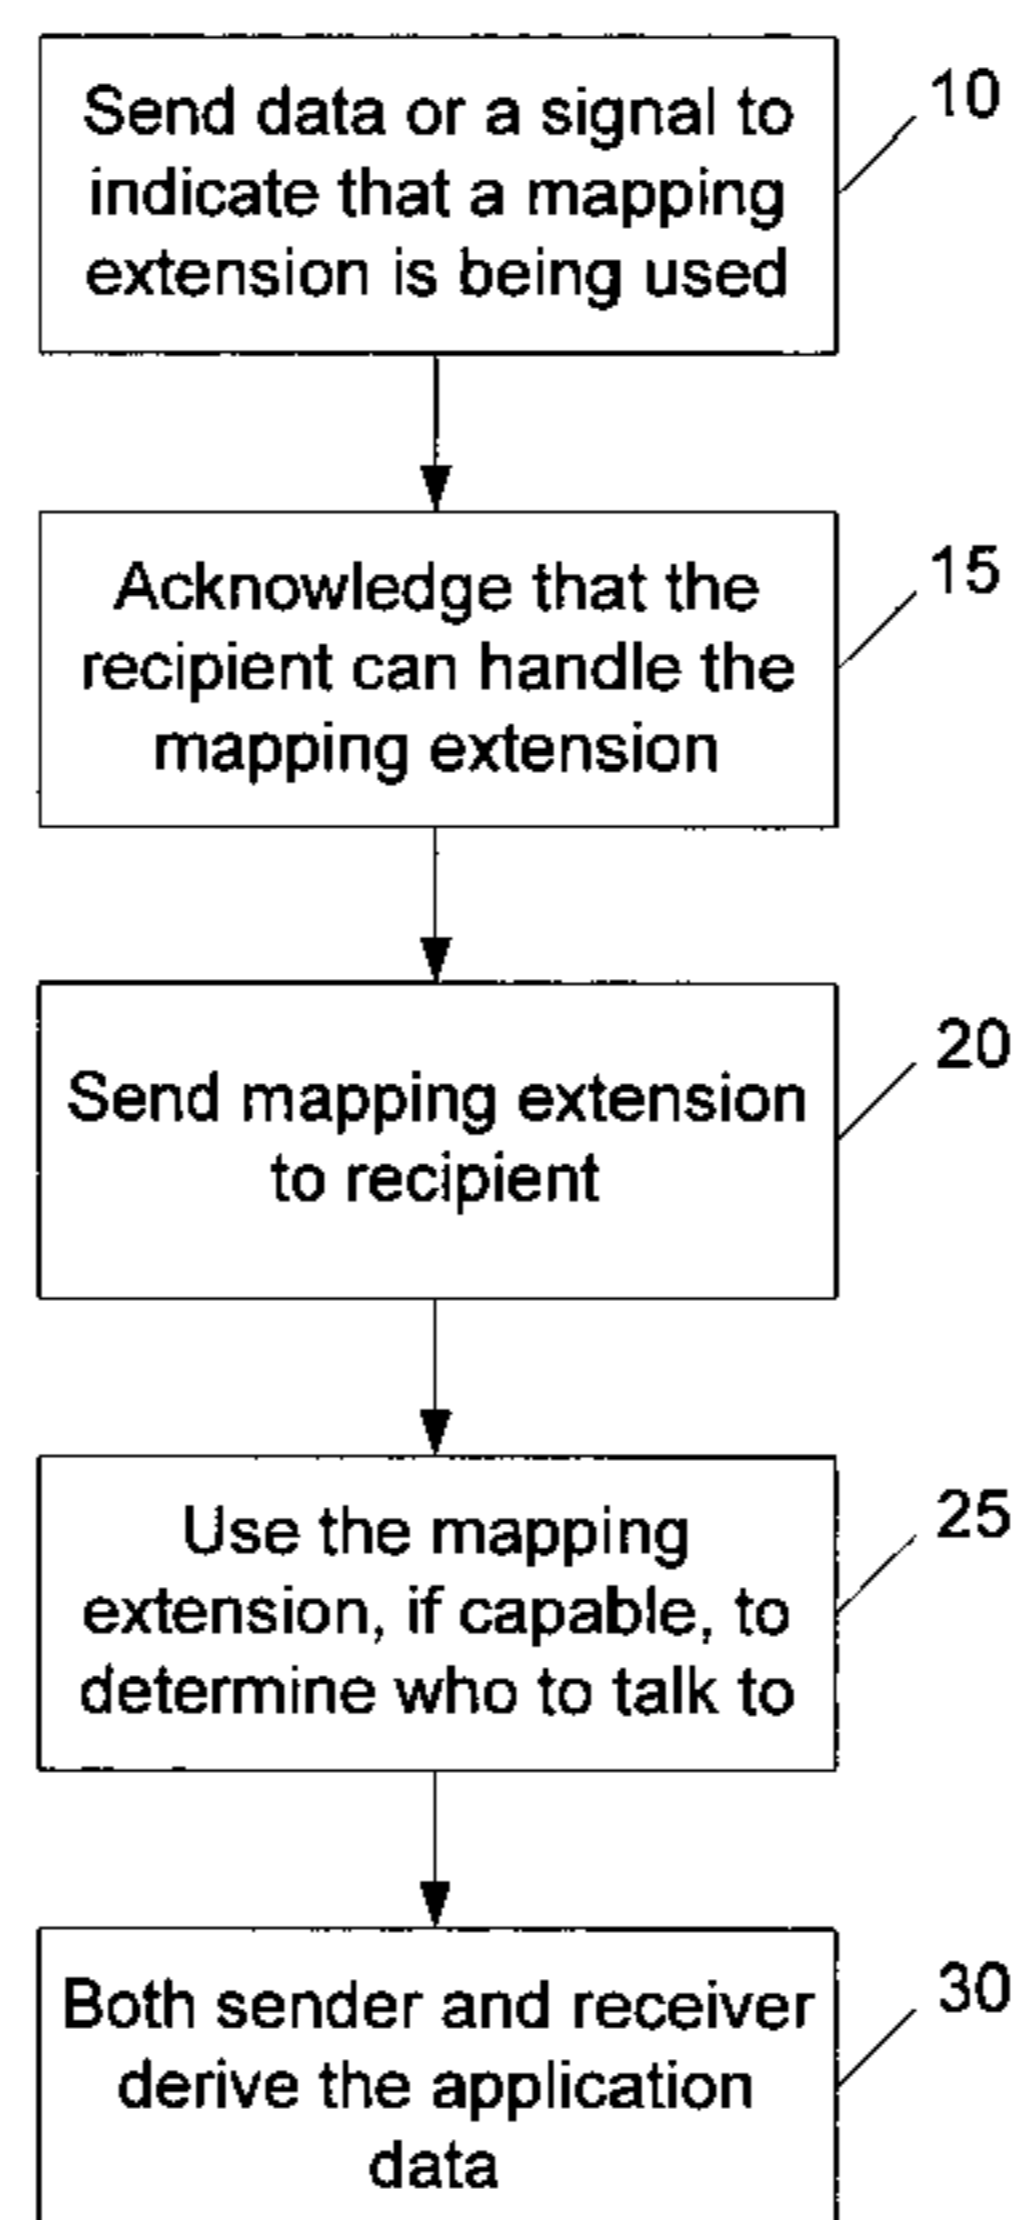 Send data or a signal to
indicate that a mapping
extension is being used
10
Acknowledge that the
recipient can handle the
mapping extension
15
Send mapping extension
to recipient
20
Use the mapping
extension, if capable, to
determine who to talk to
25
Both sender and receiver
derive the application
data
30